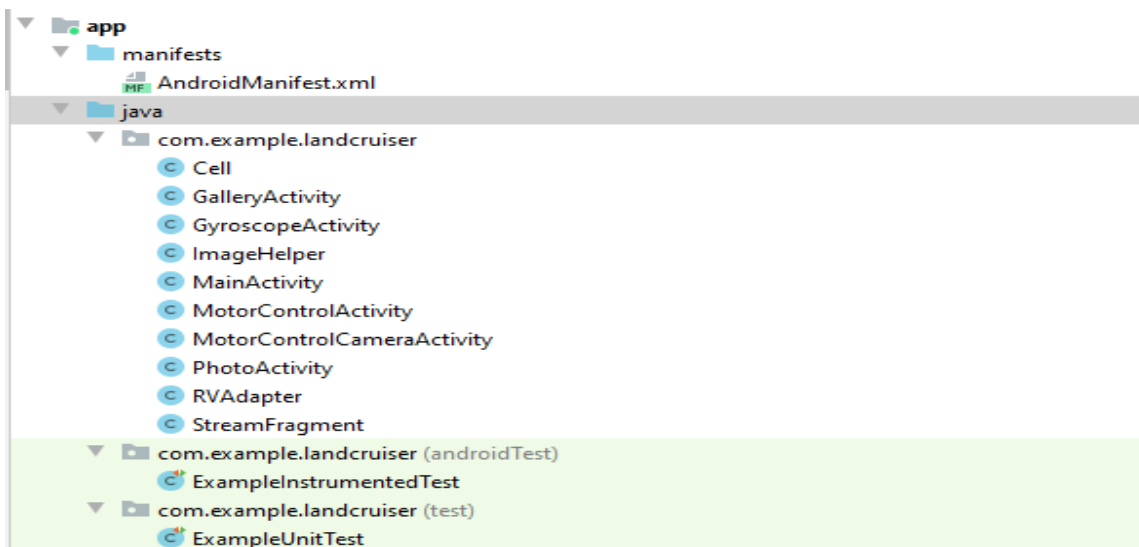 app
manifests
MF AndroidManifest.xml
java
com.example.landcruiser
C Cell
C GalleryActivity
C GyroscopeActivity
C ImageHelper
C MainActivity
C MotorControlActivity
C MotorControlCameraActivity
C PhotoActivity
C RVAdapter
C StreamFragment
com.example.landcruiser (androidTest)
C ExampleInstrumentedTest
com.example.landcruiser (test)
C ExampleUnitTest